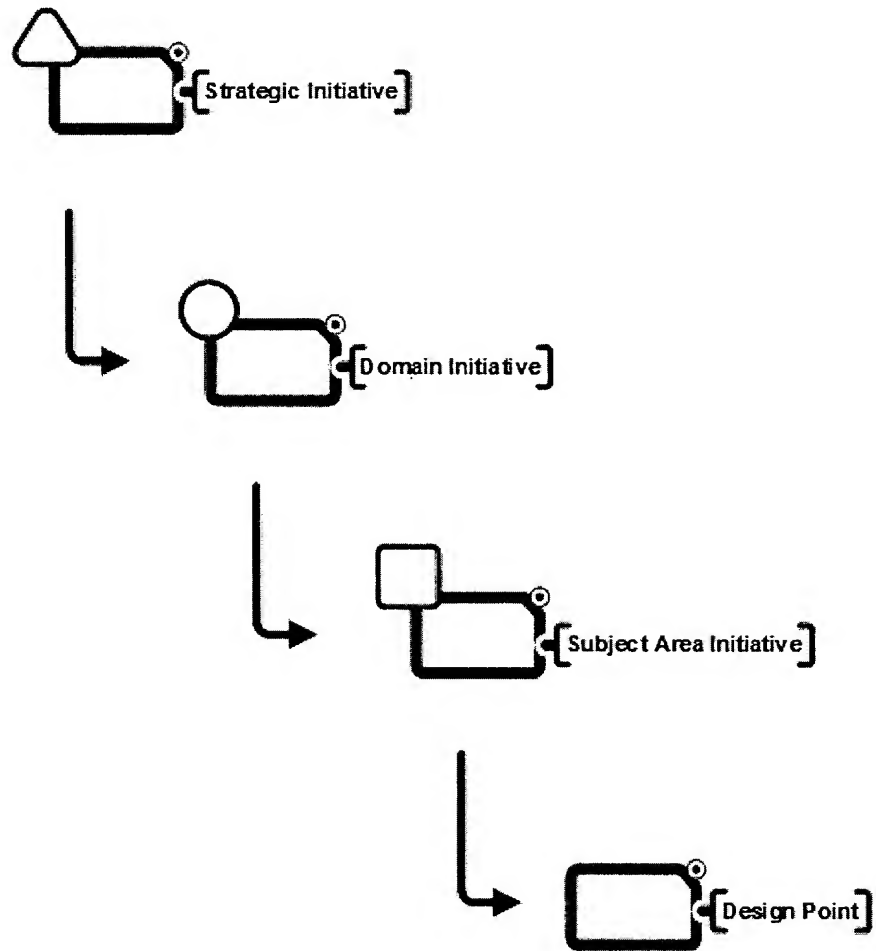 Strategic Initiative
Domain Initiative
Subject Area Initiative
Design Point